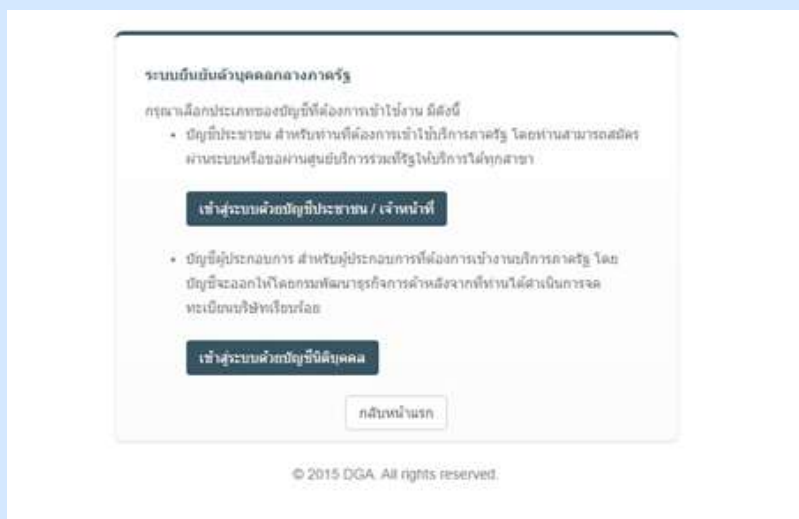 ระบบยืนยันตัวบุคคลกลางภาครัฐ
กรุณาเลือกประเภทของบัญชีที่ต้องการเข้าใช้งาน มีดังนี้
• บัญชีประชาชน สำหรับท่านที่ต้องการเข้าใช้บริการภาครัฐ โดยท่านสามารถสมัคร
ผ่านระบบหรือขอผ่านศูนย์บริการร่วมที่รัฐให้บริการได้ทุกสาขา
เข้าสู่ระบบด้วยบัญชีประชาชน / เจ้าหน้าที่
• บัญชีผู้ประกอบการ สำหรับผู้ประกอบการที่ต้องการเข้างานบริการภาครัฐ โดย
บัญชีจะออกให้โดยกรมพัฒนาธุรกิจการค้าหลังจากที่ท่านได้ดำเนินการจด
ทะเบียนบริษัทเรียบร้อย
เข้าสู่ระบบด้วยบัญชีนิติบุคคล
กลับหน้าแรก
© 2015 DGA. All rights reserved.